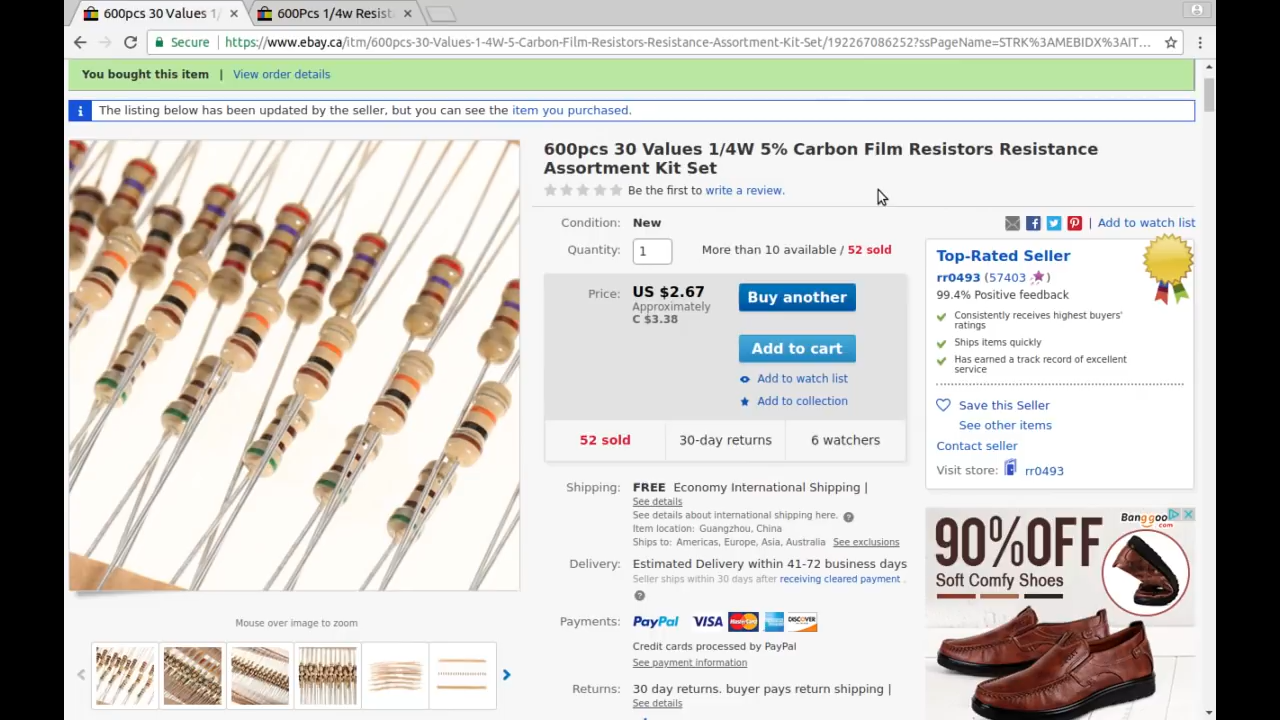 600pcs 30 Values 1/
600Pcs 1/4w Resist
Secure
https://www.ebay.ca/itm/600pcs-30-Values-1-4W-5-Carbon-Film-Resistors-Resistance-Assortment-Kit-Set/192267086252?ssPageName=STRK%3AMEBIDX%3AIT...
You bought this item | View order details
The listing below has been updated by the seller, but you can see the item you purchased.
600pcs 30 Values 1/4W 5% Carbon Film Resistors Resistance
Assortment Kit Set
Be the first to write a review.
Condition: New
Quantity: 1 More than 10 available / 52 sold
Price: US $2.67
Approximately
C $3.38
Buy another
Add to cart
Add to watch list
Add to collection
52 sold
30-day returns
6 watchers
Shipping: FREE Economy International Shipping |
See details
See details about international shipping here.
Item location: Guangzhou, China
Ships to: Americas, Europe, Asia, Australia See exclusions
Delivery: Estimated Delivery within 41-72 business days
Seller ships within 30 days after receiving cleared payment .
Payments: PayPal VISA MasterCard DISCOVER
Credit cards processed by PayPal
See payment information
Returns: 30 day returns. buyer pays return shipping |
See details
Mouse over image to zoom
| Add to watch list
Top-Rated Seller
rr0493 (57403 )
99.4% Positive feedback
Consistently receives highest buyers'
ratings
Ships items quickly
Has earned a track record of excellent
service
Save this Seller
See other items
Contact seller
Visit store: rr0493
Banggood
.com
90%OFF
Soft Comfy Shoes